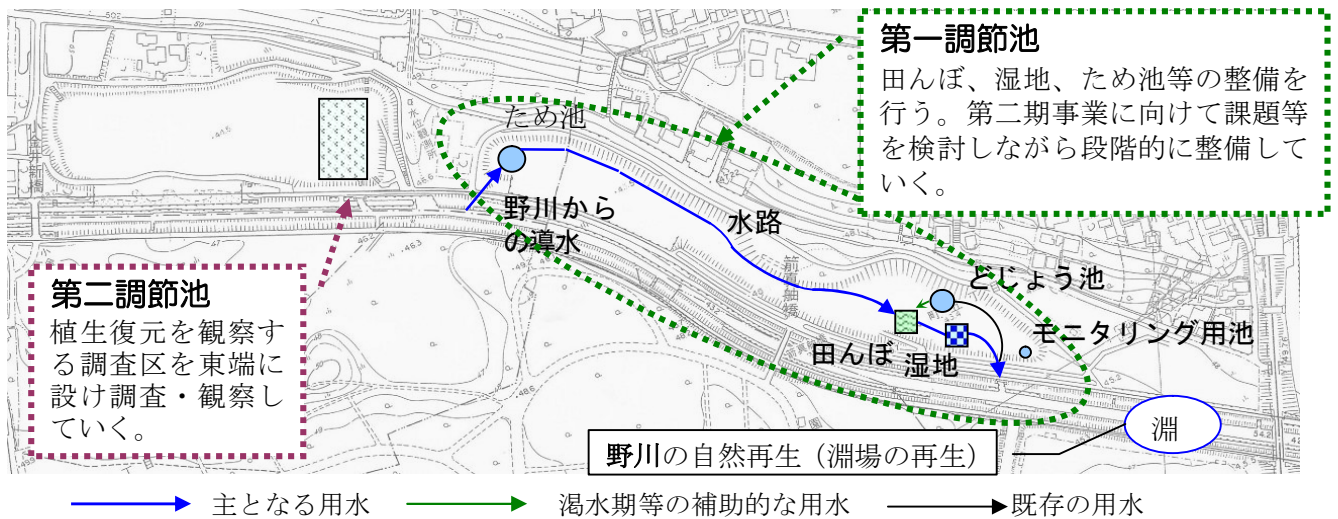 第一調節池
田んぼ、湿地、ため池等の整備を
行う。第二期事業に向けて課題等
を検討しながら段階的に整備して
いく。
ため池
野川から
の導水
水路
どじょう池
モニタリング用池
田んぼ
湿地
第二調節池
植生復元を観察す
る調査区を東端に
設け調査・観察し
ていく。
淵
野川の自然再生（淵場の再生）
主となる用水
渇水期等の補助的な用水
既存の用水